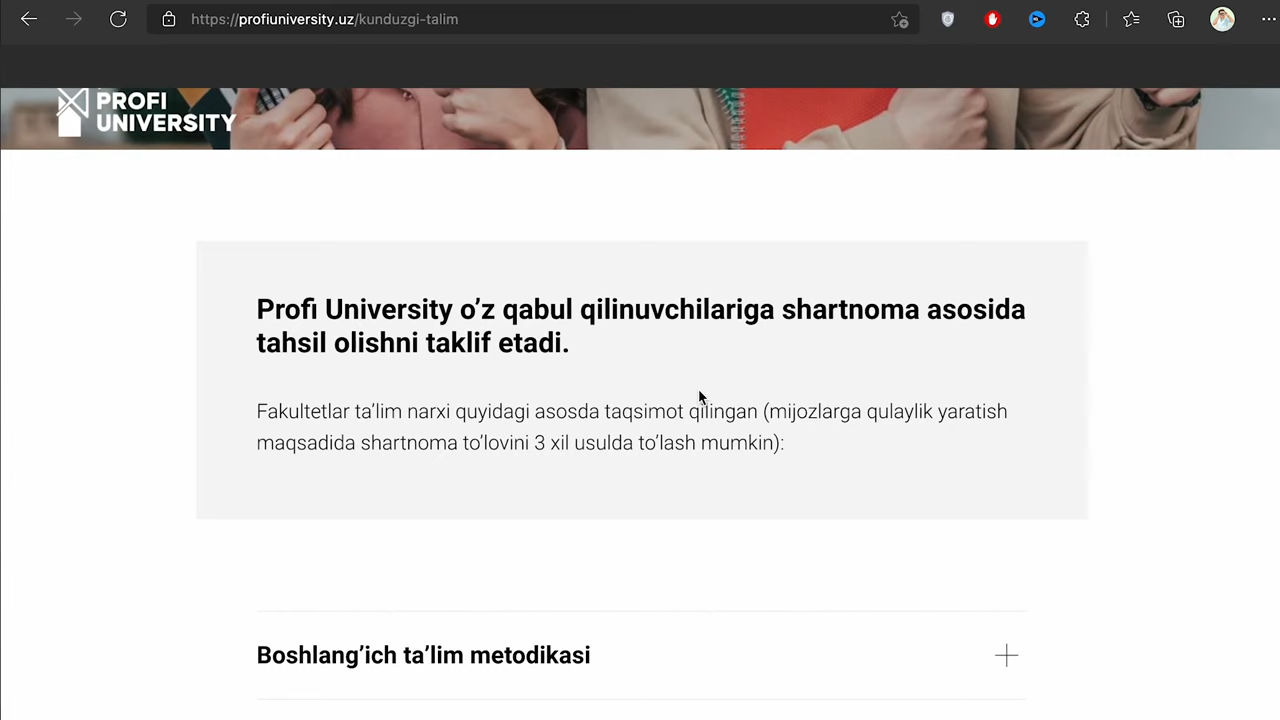 https://profiuniversity.uz/kunduzgi-talim
PROFI
UNIVERSITY
Profi University o’z qabul qilinuvchilariga shartnoma asosida
tahsil olishni taklif etadi.
Fakultetlar ta’lim narxi quyidagi asosda taqsimot qilingan (mijozlarga qulaylik yaratish
maqsadida shartnoma to’lovini 3 xil usulda to’lash mumkin):
Boshlang’ich ta’lim metodikasi